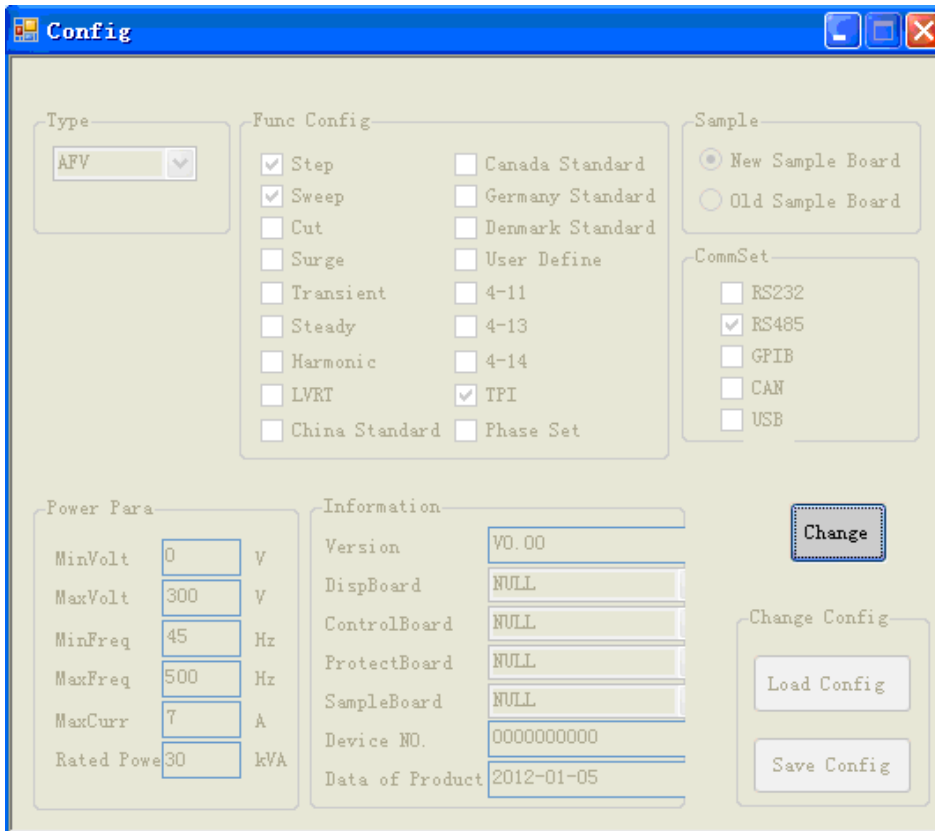 Config
Type
AFV
Func Config
Step
Sweep
Cut
Surge
Transient
Steady
Harmonic
LVRT
China Standard
Canada Standard
Germany Standard
Denmark Standard
User Define
4-11
4-13
4-14
TPI
Phase Set
Sample
New Sample Board
Old Sample Board
CommSet
RS232
RS485
GPIB
CAN
USB
Power Para
MinVolt 0 V
MaxVolt 300 V
MinFreq 45 Hz
MaxFreq 500 Hz
MaxCurr 7 A
Rated Powe 30 kVA
Information
Version V0.00
DispBoard NULL
ControlBoard NULL
ProtectBoard NULL
SampleBoard NULL
Device NO. 0000000000
Data of Product 2012-01-05
Change
Change Config
Load Config
Save Config